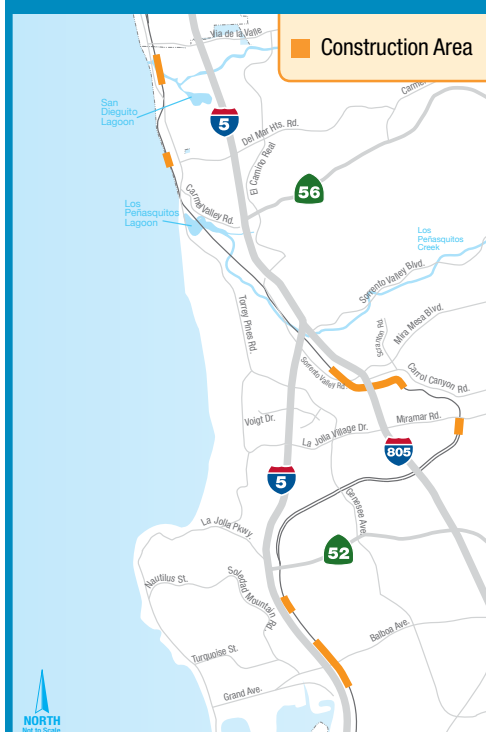 Construction Area
Via de la Valle
San
Dieguito
Lagoon
5
Del Mar Hts. Rd.
El Camino Real
56
Carmel Valley Rd.
Los
Peñasquitos
Lagoon
Los
Peñasquitos
Creek
Sorrento Valley Blvd.
Torrey Pines Rd.
Scranton Rd
Mira Mesa Blvd.
Sorrento Valley Rd.
Carrol Canyon Rd.
Voigt Dr.
Miramar Rd.
La Jolla Village Dr.
805
5
Genesee Ave.
La Jolla Pkwy
52
Nautilus St.
Soledad Mountain
Rd
Balboa Ave.
Turquoise St.
Grand Ave.
NORTH
Not to Scale